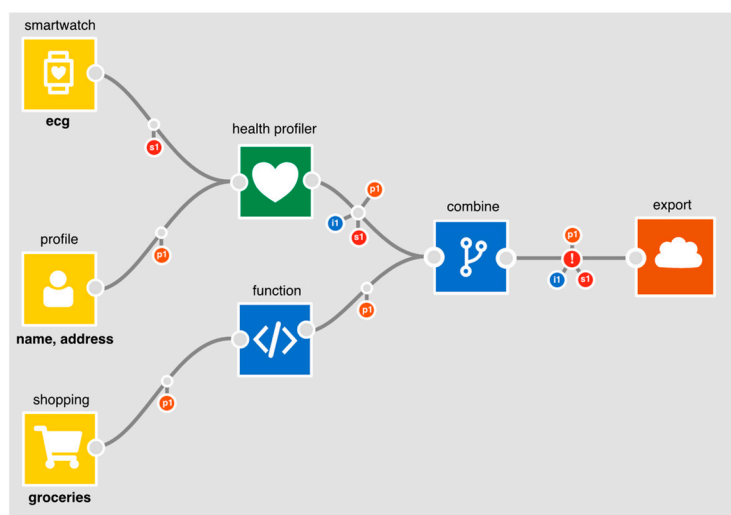 smartwatch
ecg
s1
health profiler
profile
name, address
p1
p1
i1
s1
combine
export
p1
!
i1
s1
function
p1
shopping
groceries
p1